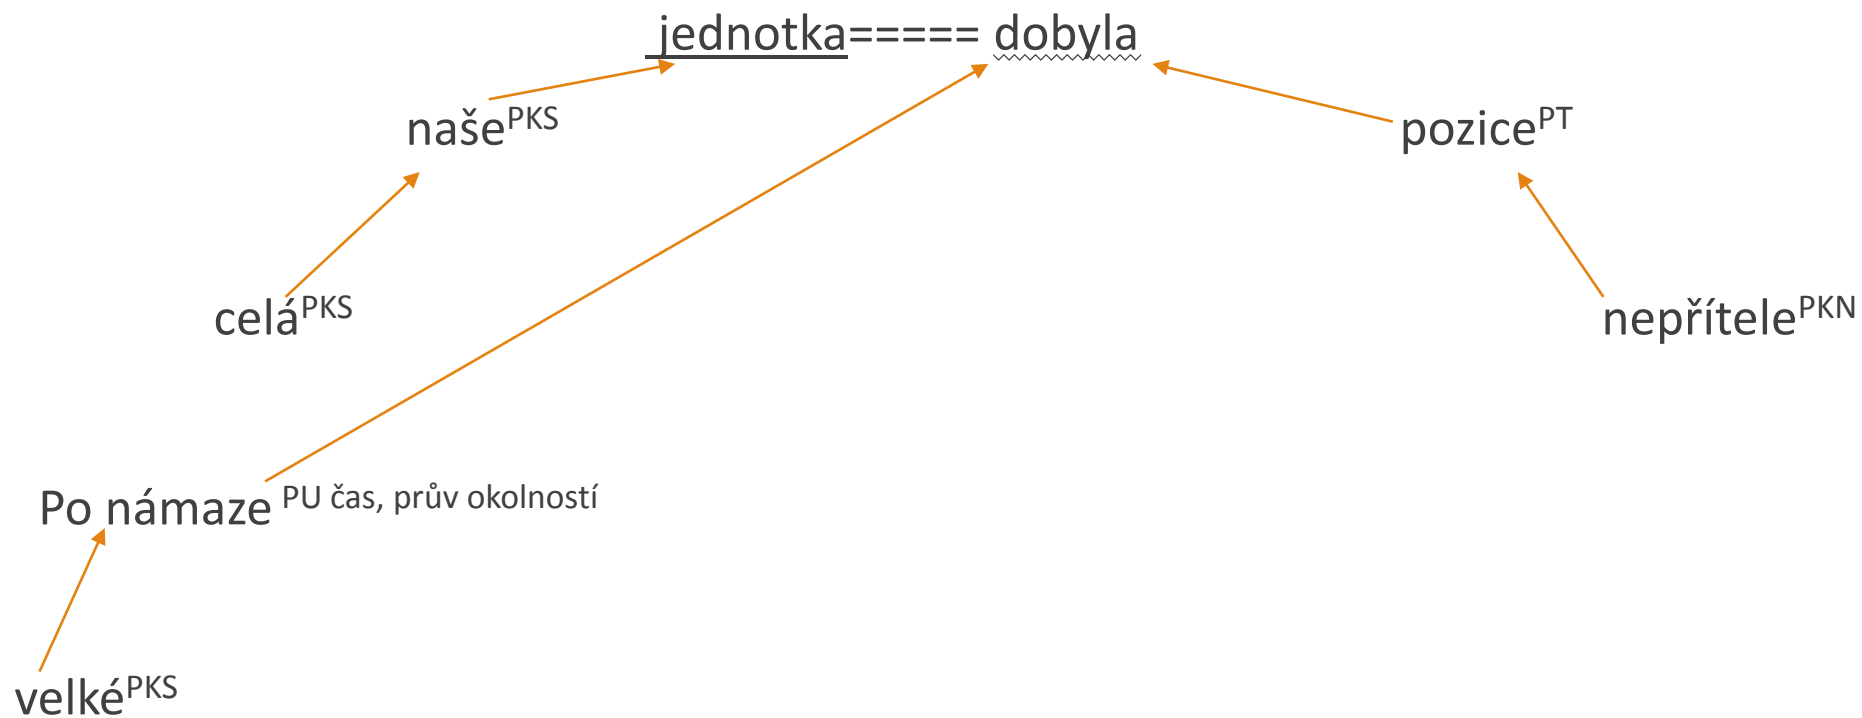 jednotka===== dobyla
naše^PKS pozice^PT
celá^PKS nepřítele^PKN
Po námaze ^PU čas, prův okolností
velké^PKS